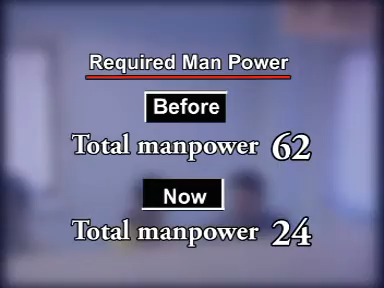 Required Man Power
Before
Total manpower 62
Now
Total manpower 24